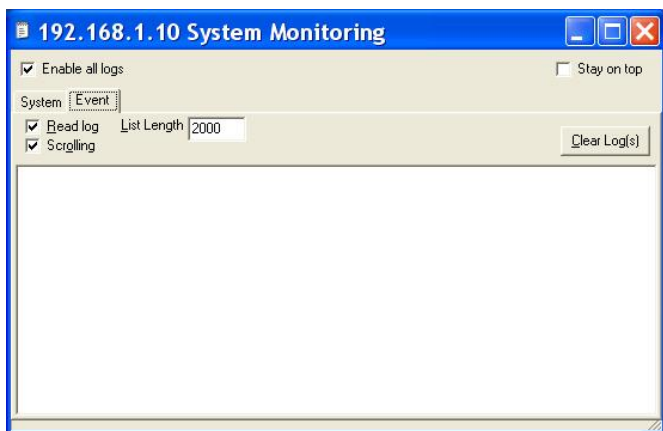 192.168.1.10 System Monitoring
Enable all logs
Stay on top
System Event
Read log List Length 2000
Scrolling
Clear Log(s)